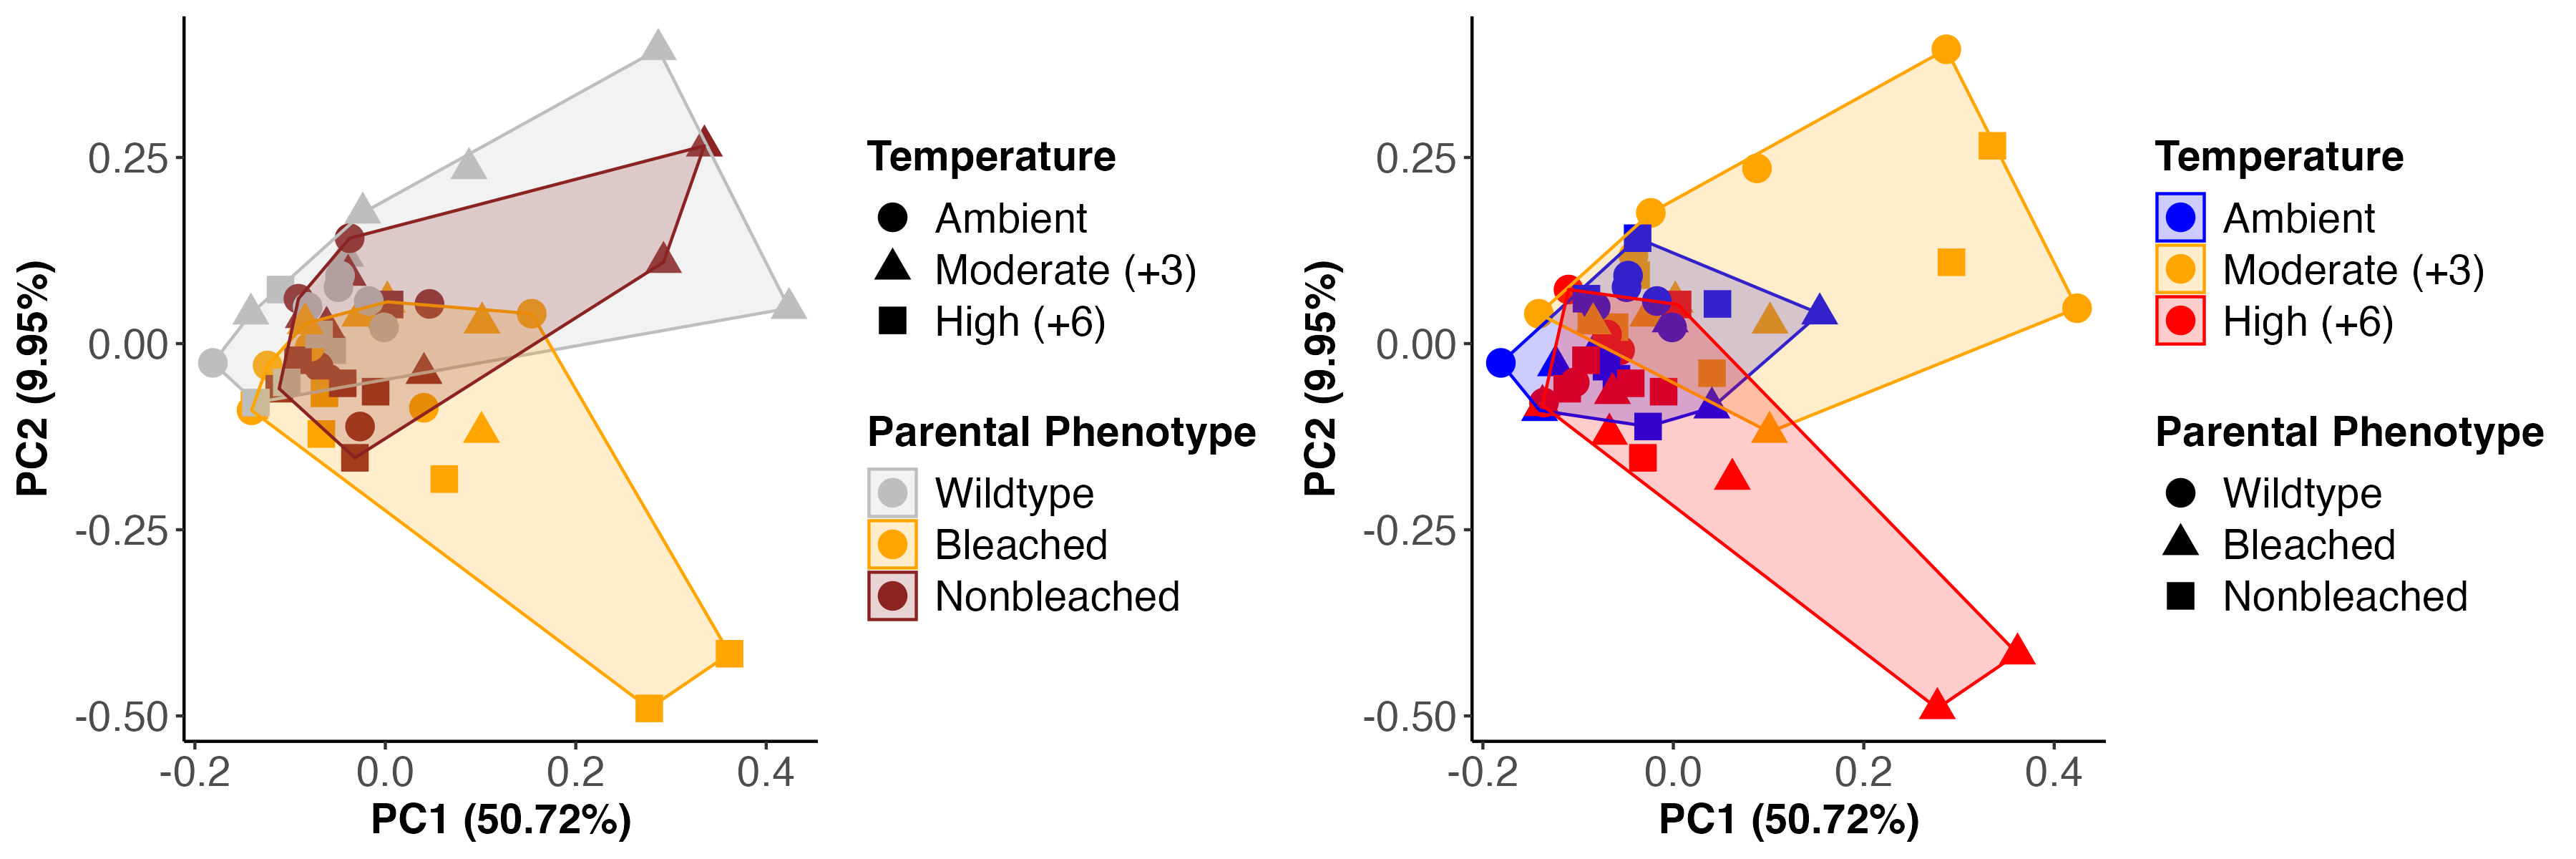 PC2 (9.95%)
0.25
0.00
-0.25
-0.50
-0.2
0.0
0.2
0.4
PC1 (50.72%)
Temperature
Ambient
Moderate (+3)
High (+6)
Parental Phenotype
Wildtype
Bleached
Nonbleached
PC2 (9.95%)
0.25
0.00
-0.25
-0.50
-0.2
0.0
0.2
0.4
PC1 (50.72%)
Temperature
Ambient
Moderate (+3)
High (+6)
Parental Phenotype
Wildtype
Bleached
Nonbleached